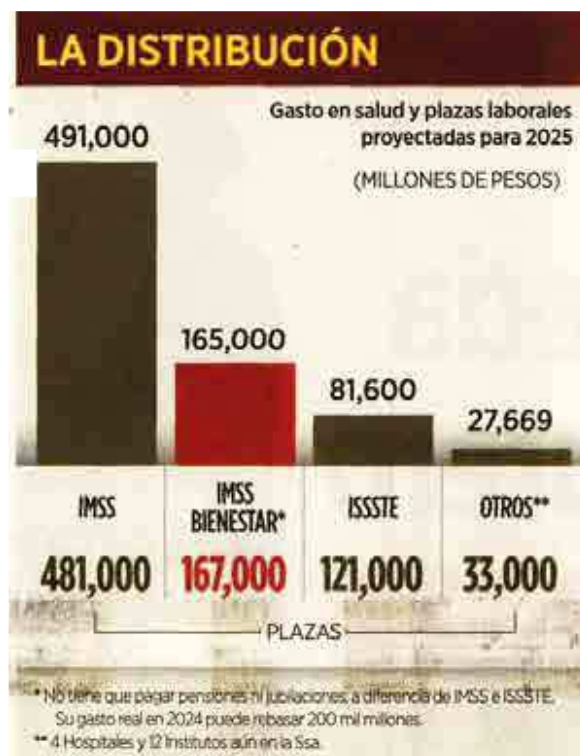 LA DISTRIBUCIÓN
Gasto en salud y plazas laborales
proyectadas para 2025
(MILLONES DE PESOS)
491,000
165,000
81,600
27,669
IMSS
IMSS
BIENESTAR*
ISSSTE
OTROS**
481,000 167,000 121,000 33,000
PLAZAS
* No tiene que pagar pensiones ni jubilaciones, a diferencia de IMSS e ISSSTE.
Su gasto real en 2024 puede rebasar 200 mil millones.
** 4 Hospitales y 12 Institutos aún en la Ssa.